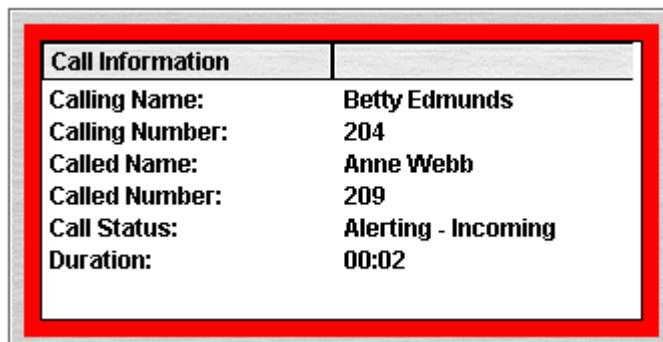 Call Information
Calling Name: Betty Edmunds
Calling Number: 204
Called Name: Anne Webb
Called Number: 209
Call Status: Alerting - Incoming
Duration: 00:02